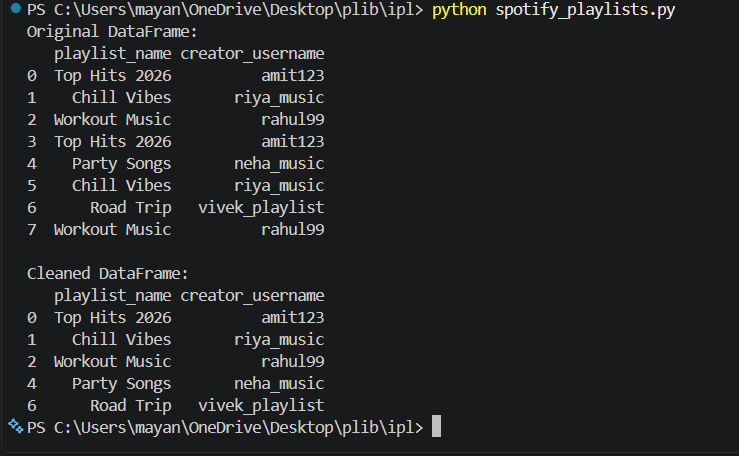 PS C:\Users\mayan\OneDrive\Desktop\plib\ipl> python spotify_playlists.py
Original DataFrame:
   playlist_name creator_username
0  Top Hits 2026          amit123
1    Chill Vibes       riya_music
2  Workout Music          rahul99
3  Top Hits 2026          amit123
4    Party Songs       neha_music
5    Chill Vibes       riya_music
6      Road Trip   vivek_playlist
7  Workout Music          rahul99

Cleaned DataFrame:
   playlist_name creator_username
0  Top Hits 2026          amit123
1    Chill Vibes       riya_music
2  Workout Music          rahul99
4    Party Songs       neha_music
6      Road Trip   vivek_playlist
PS C:\Users\mayan\OneDrive\Desktop\plib\ipl>